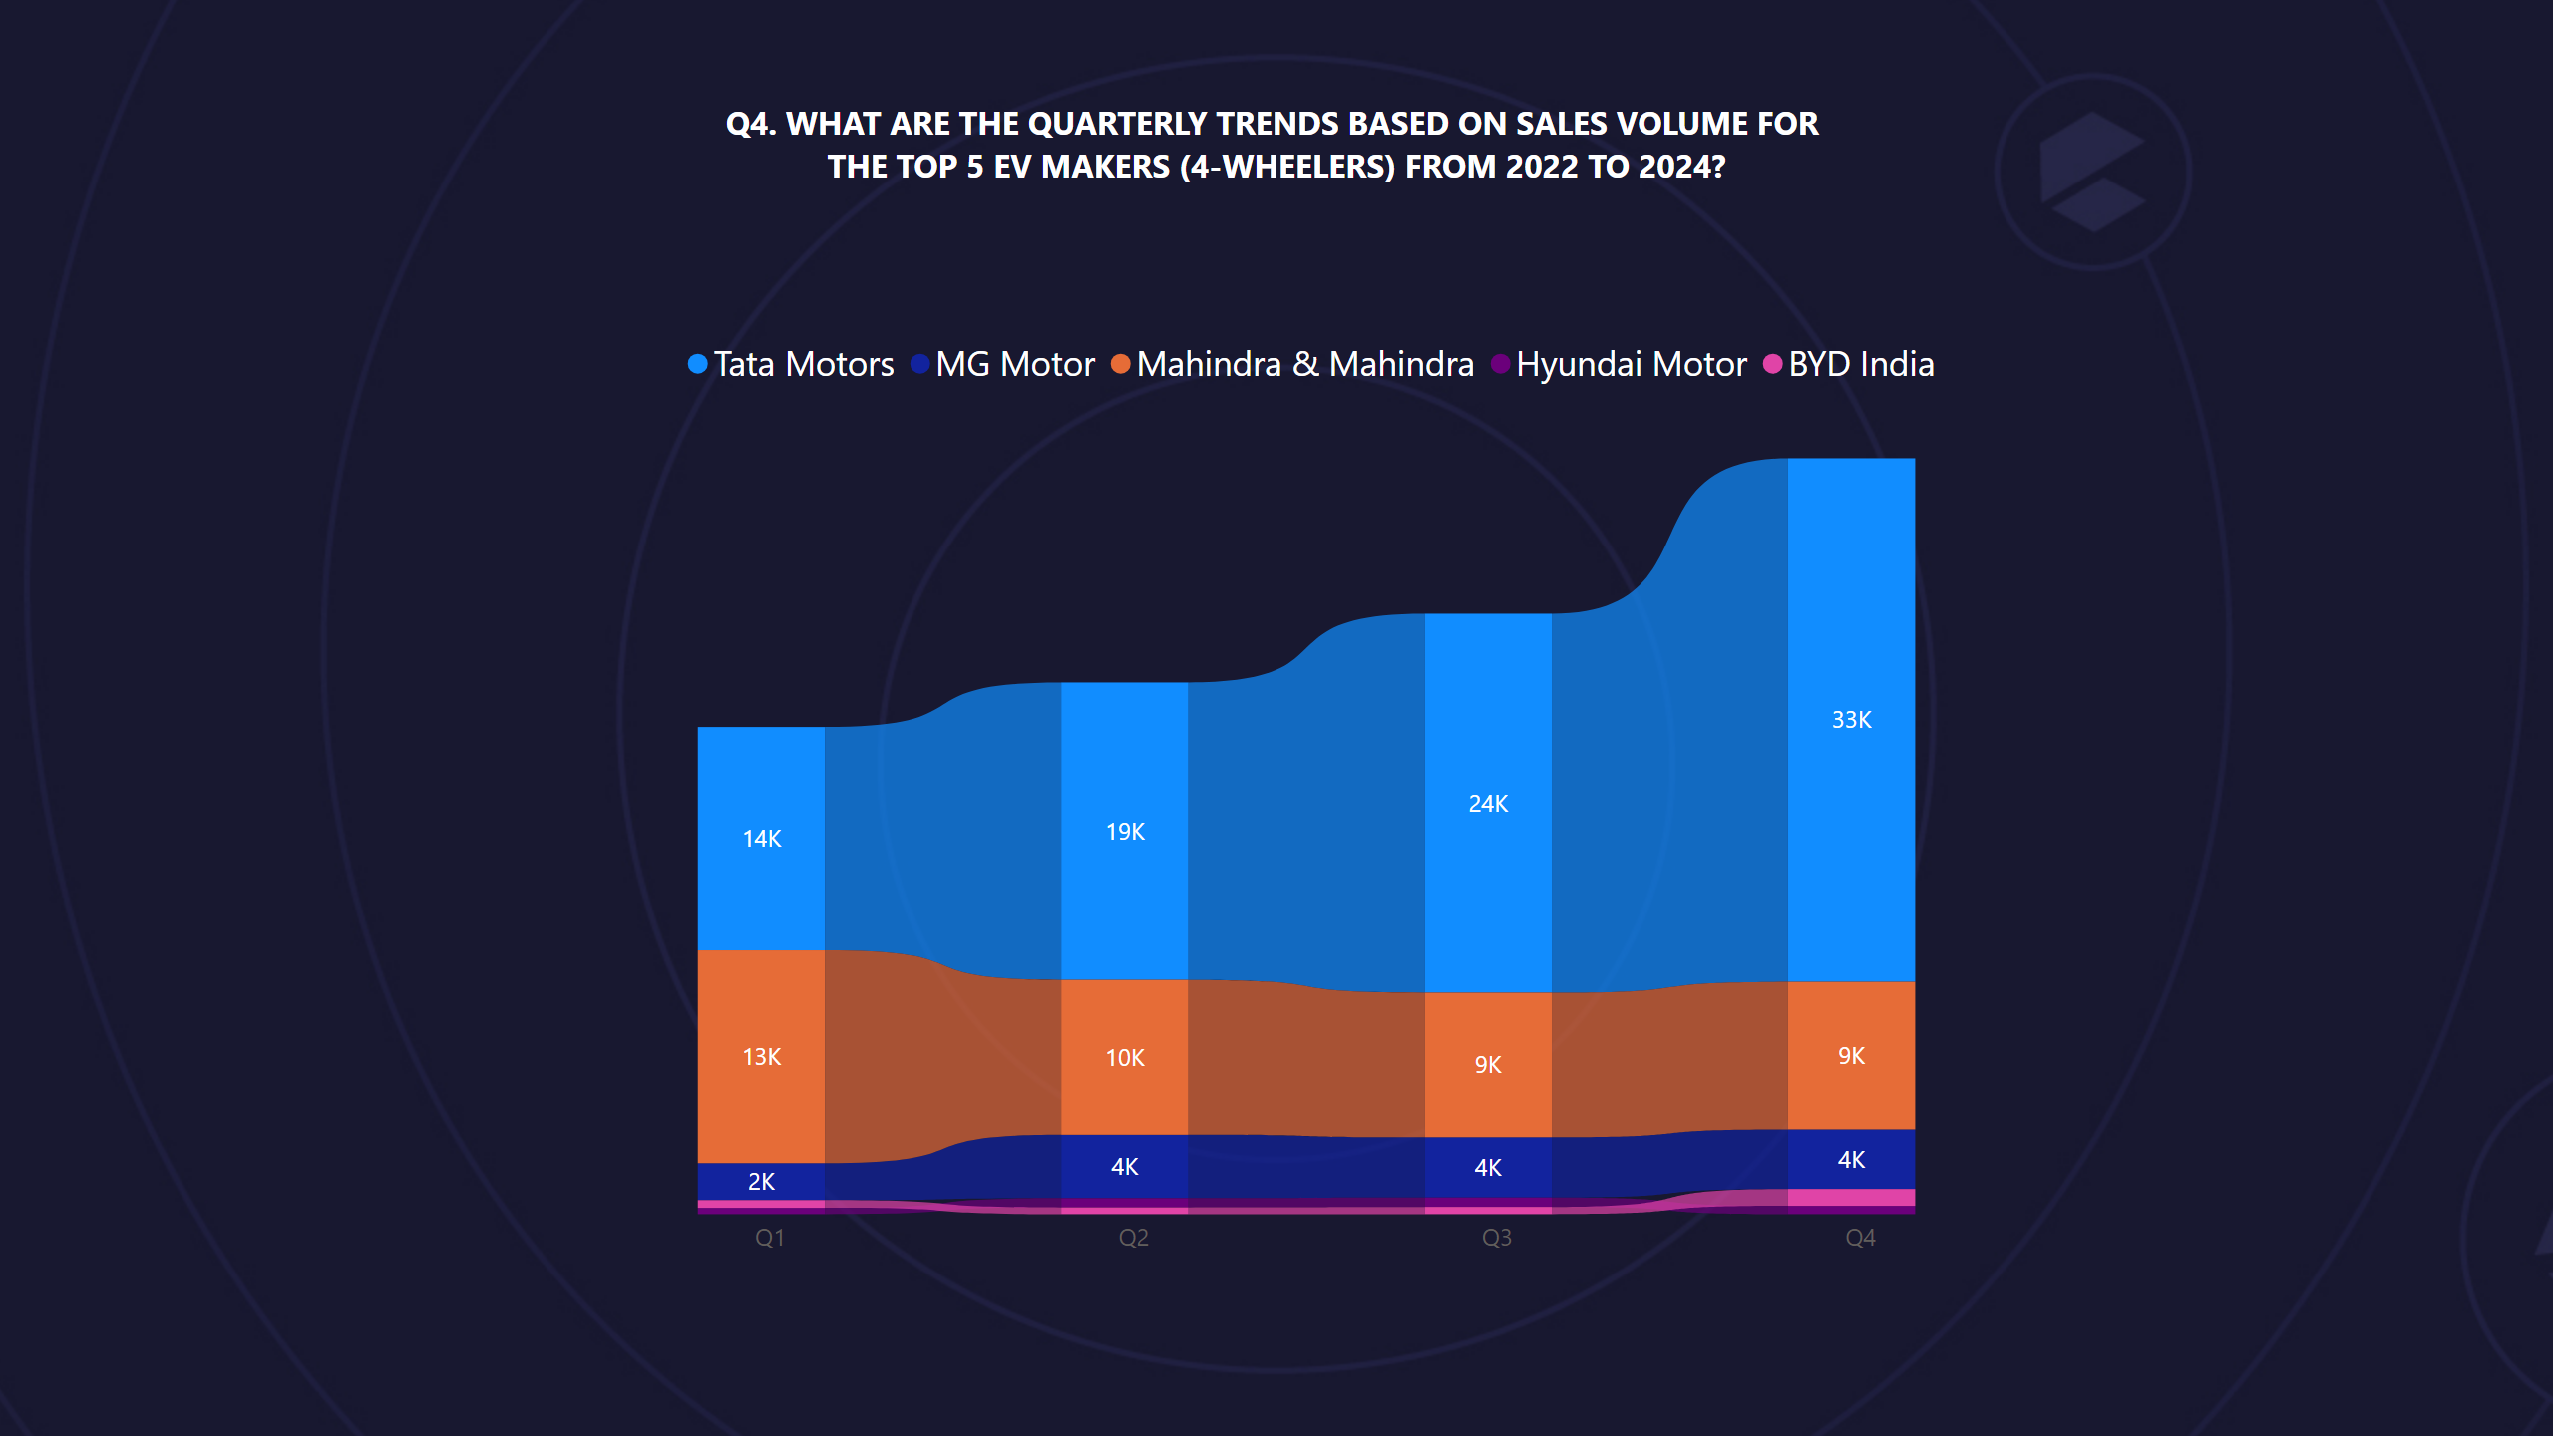 Q4. WHAT ARE THE QUARTERLY TRENDS BASED ON SALES VOLUME FOR
THE TOP 5 EV MAKERS (4-WHEELERS) FROM 2022 TO 2024?
Tata Motors MG Motor Mahindra & Mahindra Hyundai Motor BYD India
14K 19K 24K 33K
13K 10K 9K 9K
2K 4K 4K 4K
Q1 Q2 Q3 Q4